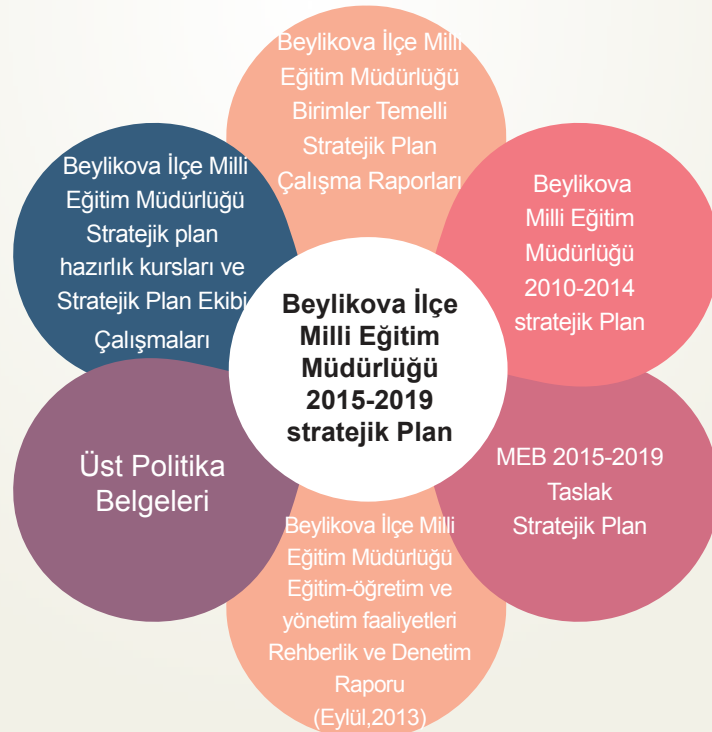 Beylikova İlçe Milli
Eğitim Müdürlüğü
Birimler Temelli
Stratejik Plan
Çalışma Raporları
Beylikova
Milli Eğitim
Müdürlüğü
2010-2014
stratejik Plan
MEB 2015-2019
Taslak
Stratejik Plan
Beylikova İlçe Milli
Eğitim Müdürlüğü
Eğitim-öğretim ve
yönetim faaliyetleri
Rehberlik ve Denetim
Raporu
(Eylül,2013)
Üst Politika
Belgeleri
Beylikova İlçe Milli
Eğitim Müdürlüğü
Stratejik plan
hazırlık kursları ve
Stratejik Plan Ekibi
Çalışmaları
Beylikova İlçe
Milli Eğitim
Müdürlüğü
2015-2019
stratejik Plan